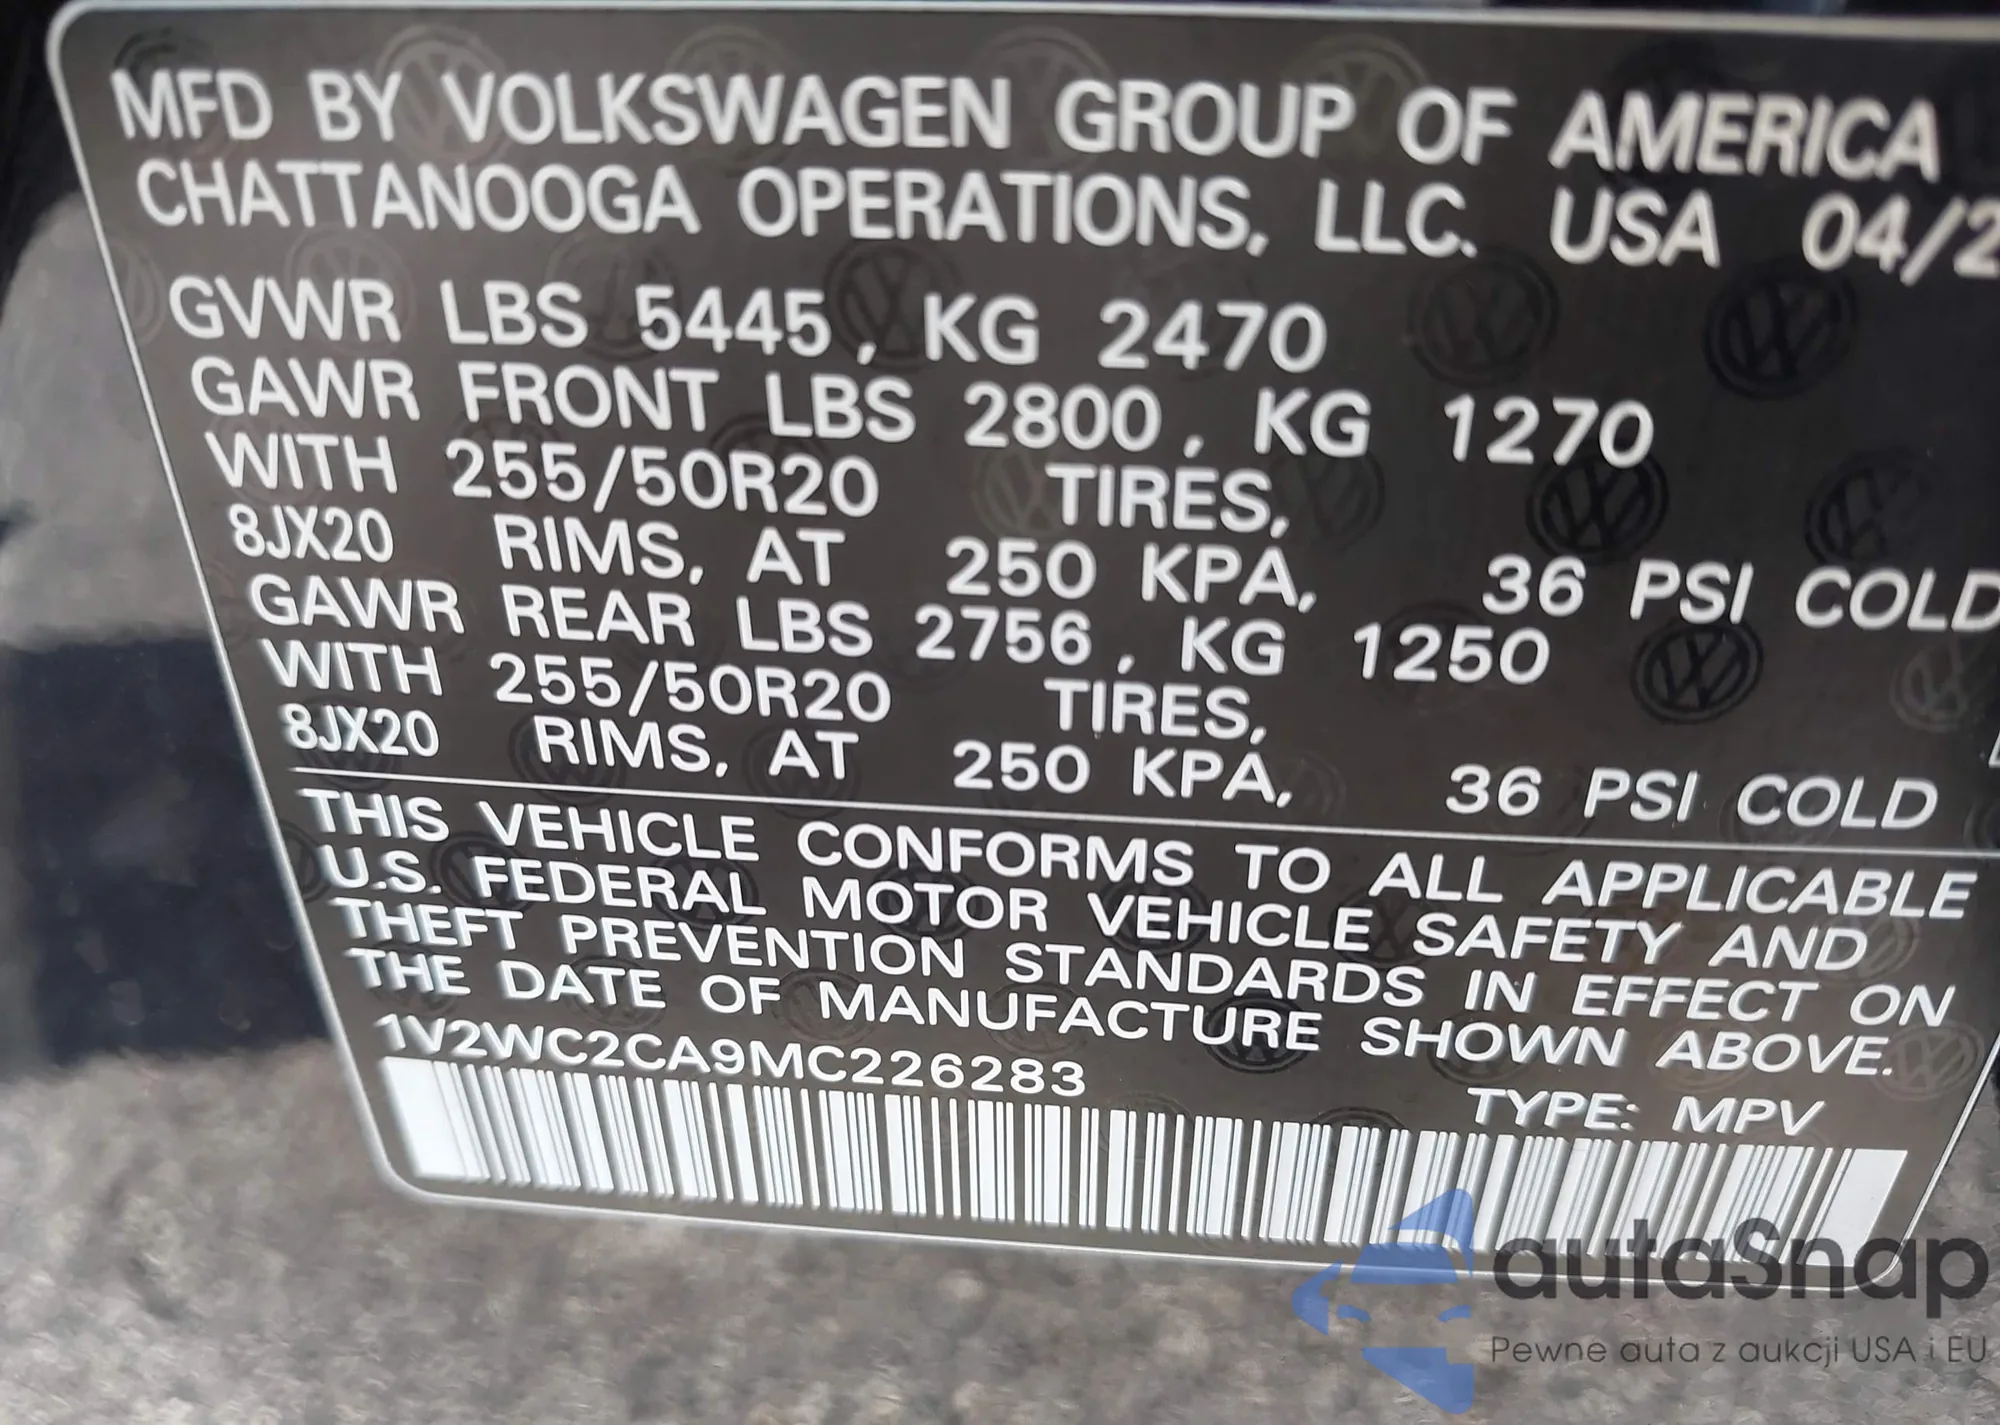 MFD BY VOLKSWAGEN GROUP OF AMERICA
CHATTANOOGA OPERATIONS, LLC. USA 04/2
GVWR LBS 5445, KG 2470
GAWR FRONT LBS 2800, KG 1270
WITH 255/50R20 TIRES,
8JX20 RIMS, AT 250 KPA, 36 PSI COLD
GAWR REAR LBS 2756, KG 1250
WITH 255/50R20 TIRES,
8JX20 RIMS, AT 250 KPA, 36 PSI COLD
THIS VEHICLE CONFORMS TO ALL APPLICABLE
U.S. FEDERAL MOTOR VEHICLE SAFETY AND
THEFT PREVENTION STANDARDS IN EFFECT ON
THE DATE OF MANUFACTURE SHOWN ABOVE.
1V2WC2CA9MC226283
TYPE: MPV
autaSnap
Pewne auta z aukcji USA i EU